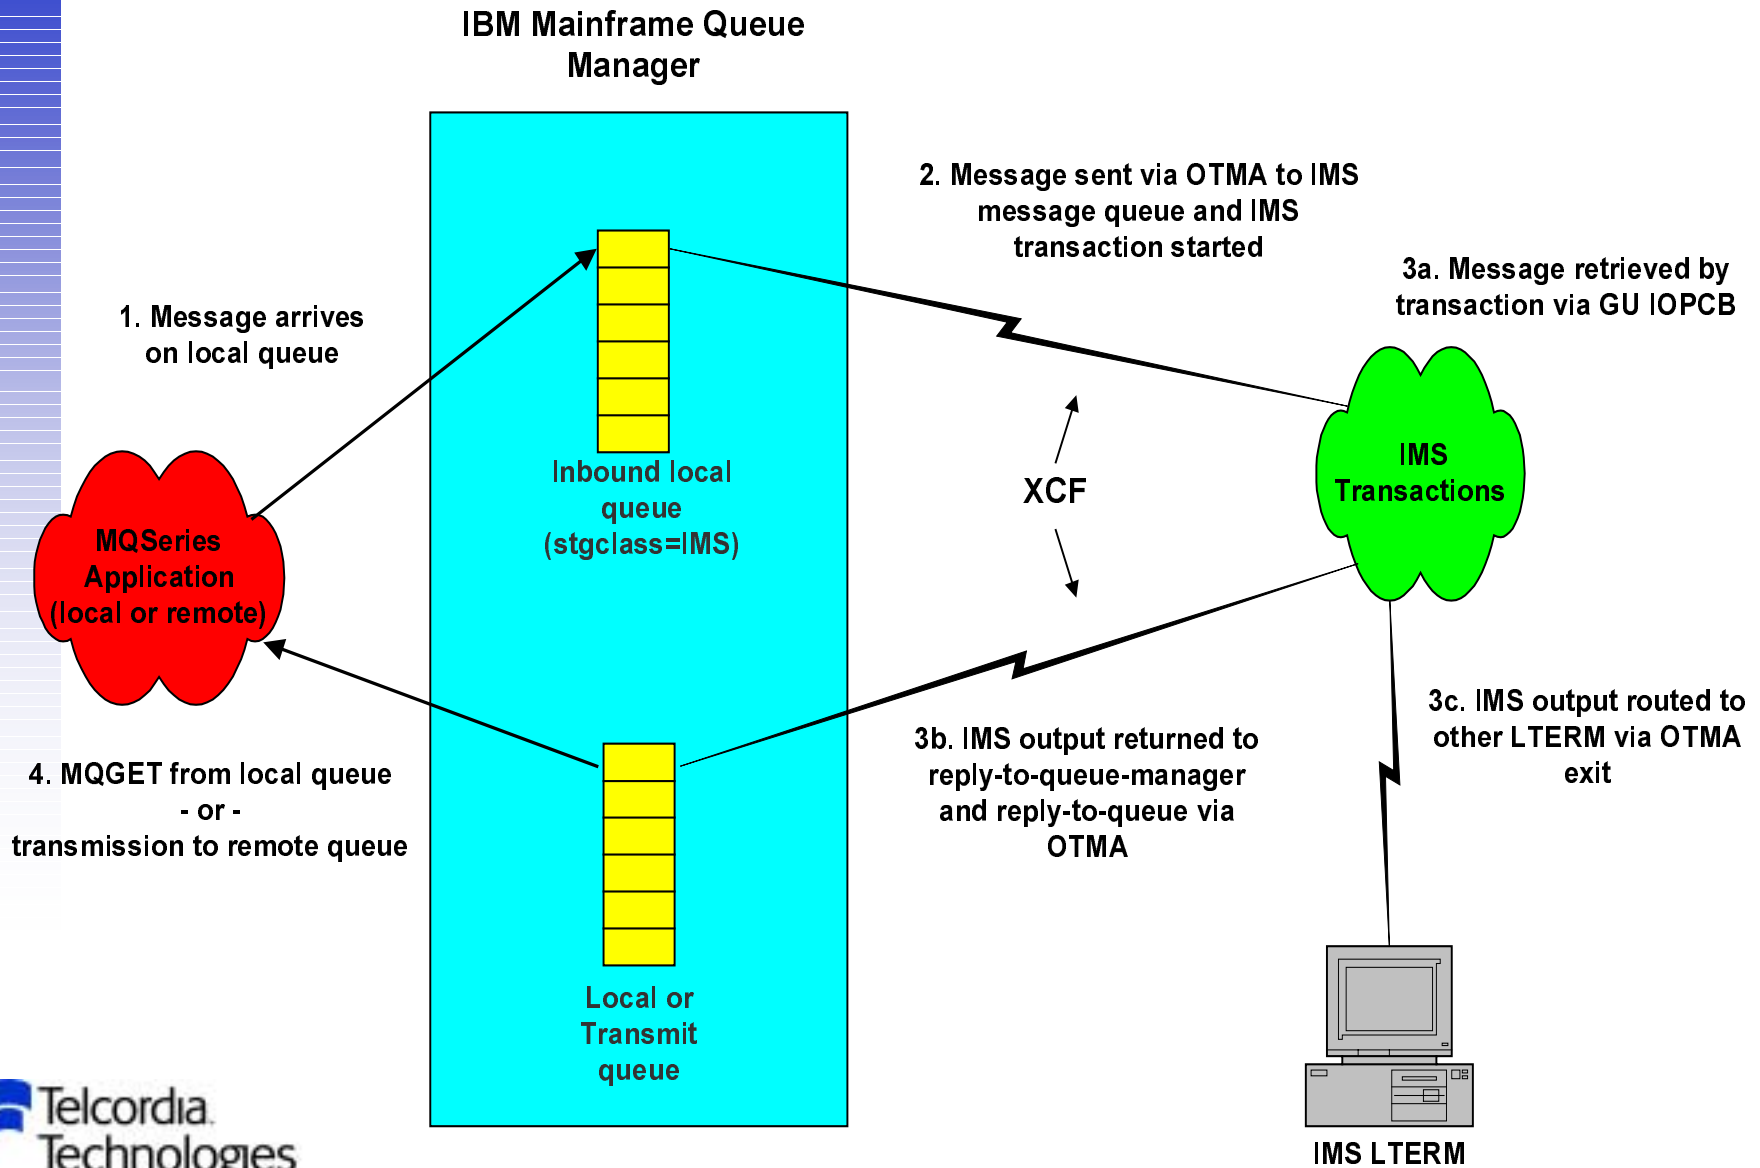 IBM Mainframe Queue
Manager
2. Message sent via OTMA to IMS
message queue and IMS
transaction started
3a. Message retrieved by
transaction via GU IOPCB
1. Message arrives
on local queue
Inbound local
queue
(stgclass=IMS)
XCF
IMS
Transactions
MQSeries
Application
(local or remote)
3c. IMS output routed to
other LTERM via OTMA
exit
3b. IMS output returned to
reply-to-queue-manager
and reply-to-queue via
OTMA
4. MQGET from local queue
- or -
transmission to remote queue
Local or
Transmit
queue
Telcordia
Technologies
IMS LTERM